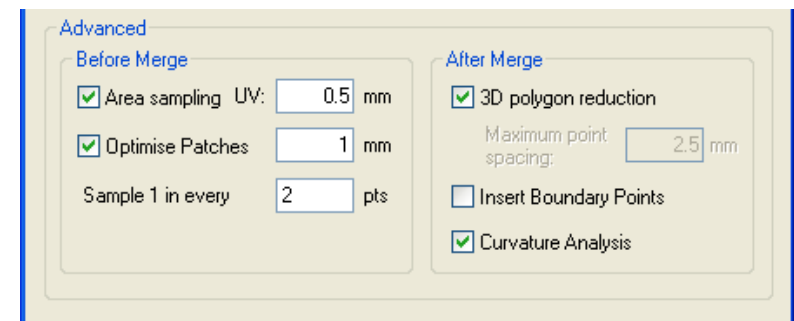 Advanced
Before Merge
Area sampling UV: 0.5 mm
Optimise Patches 1 mm
Sample 1 in every 2 pts
After Merge
3D polygon reduction
Maximum point
spacing: 2.5 mm
Insert Boundary Points
Curvature Analysis